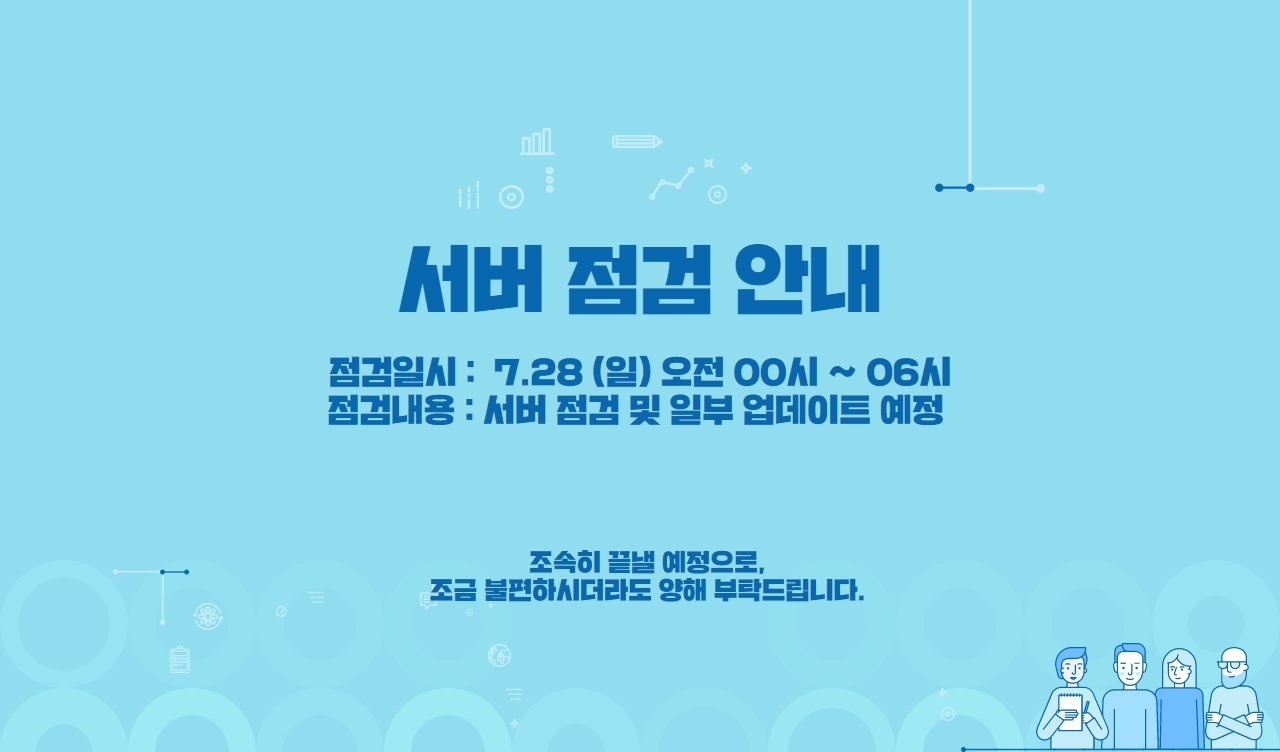 서버 점검 안내
점검일시 : 7.28 (일) 오전 00시 ~ 06시
점검내용 : 서버 점검 및 일부 업데이트 예정
조속히 끝낼 예정으로,
조금 불편하시더라도 양해 부탁드립니다.